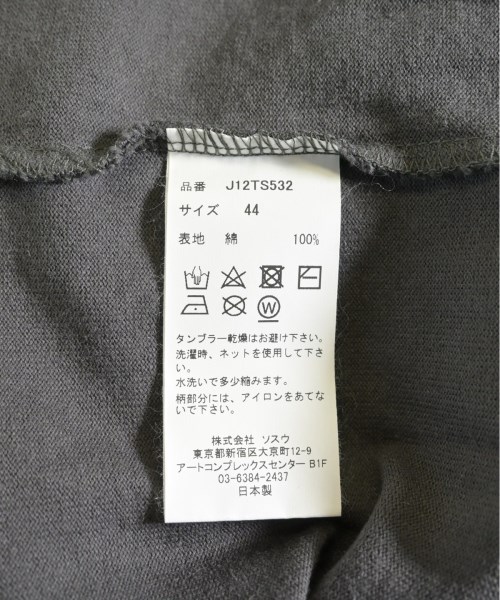 品番 J12TS532
サイズ 44
表地 綿 100%
W
タンブラー乾燥はお避け下さい。
洗濯時、ネットを使用して下さ
い。
水洗いで多少縮みます。
柄部分には、アイロンをあてな
いで下さい。
株式会社 ソスウ
東京都新宿区大京町12-9
アートコンプレックスセンター B1F
03-6384-2437
日本製